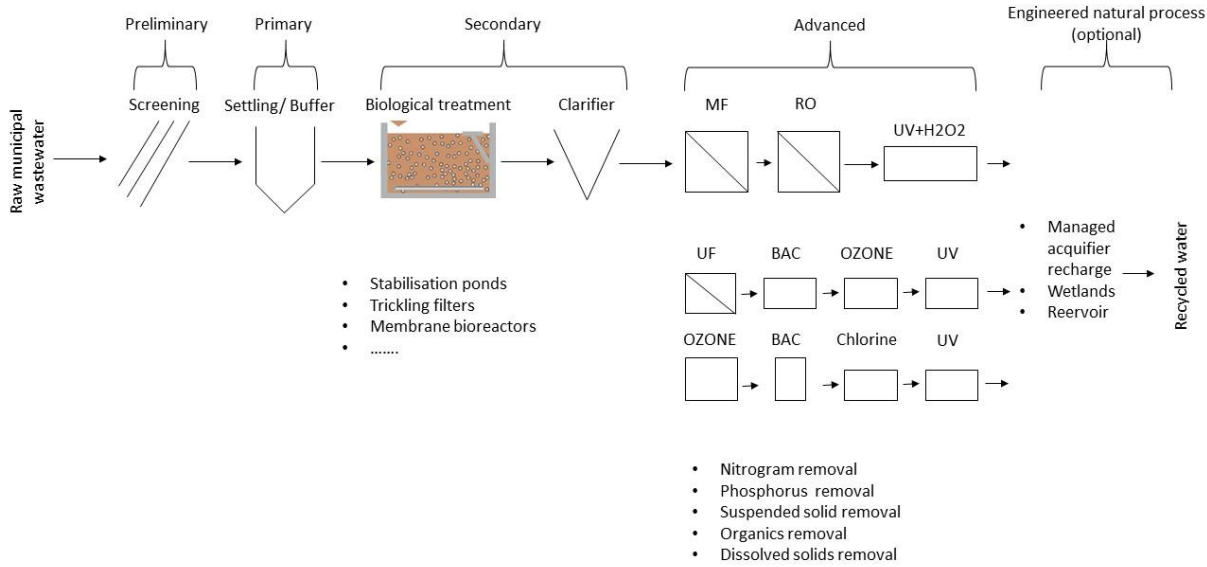 Preliminary
Primary
Secondary
Advanced
Engineered natural process
(optional)
Screening
Settling/ Buffer
Biological treatment
Clarifier
MF
RO
UV+H2O2
Raw municipal
wastewater
• Stabilisation ponds
• Trickling filters
• Membrane bioreactors
• …….
UF
BAC
OZONE
UV
OZONE
BAC
Chlorine
UV
• Nitrogram removal
• Phosphorus removal
• Suspended solid removal
• Organics removal
• Dissolved solids removal
• Managed
acquifier
recharge
• Wetlands
• Reervoir
Recycled water